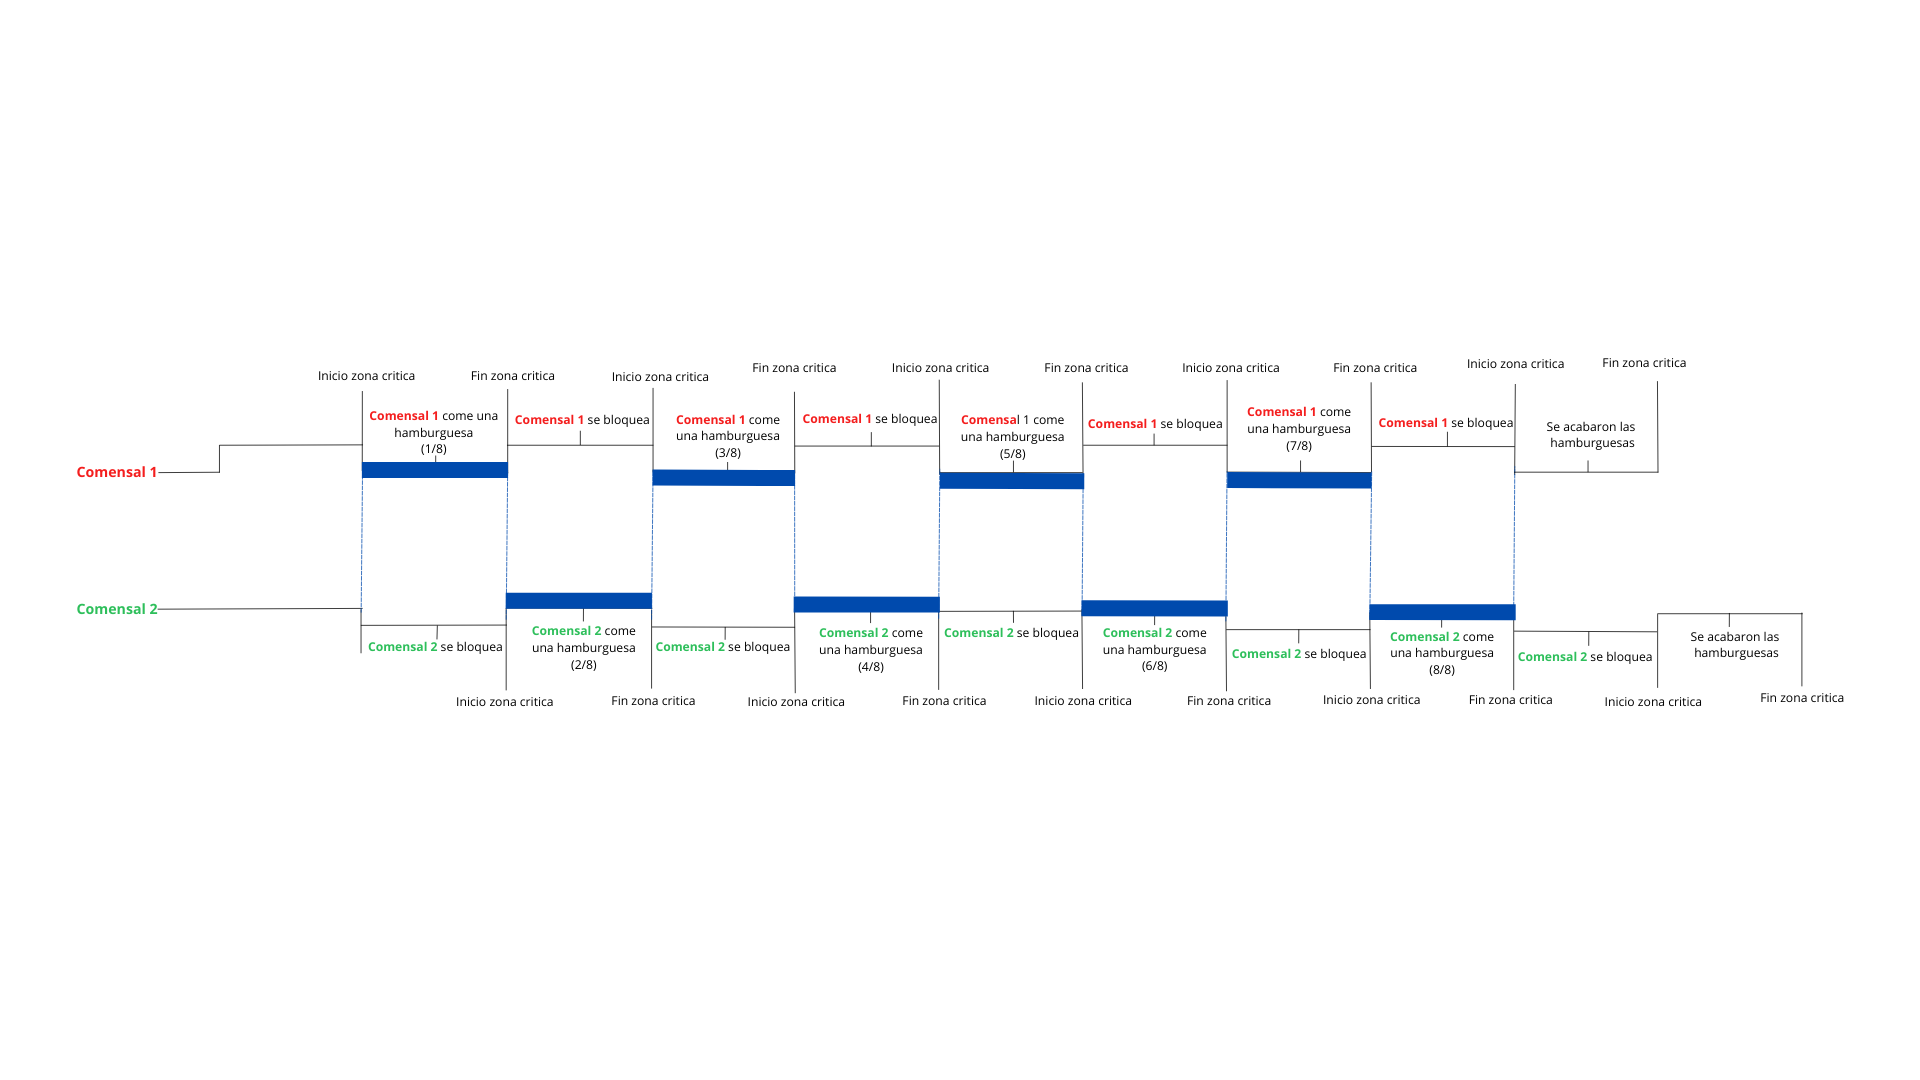 Inicio zona critica
Fin zona critica
Inicio zona critica
Fin zona critica
Inicio zona critica
Fin zona critica
Inicio zona critica
Fin zona critica
Inicio zona critica
Fin zona critica
Comensal 1 come una
hamburguesa
(1/8)
Comensal 1 se bloquea
Comensal 1 come
una hamburguesa
(3/8)
Comensal 1 se bloquea
Comensal 1 come
una hamburguesa
(5/8)
Comensal 1 se bloquea
Comensal 1 come
una hamburguesa
(7/8)
Comensal 1 se bloquea
Se acabaron las
hamburguesas
Comensal 1
Comensal 2
Comensal 2 se bloquea
Comensal 2 come
una hamburguesa
(2/8)
Comensal 2 se bloquea
Comensal 2 come
una hamburguesa
(4/8)
Comensal 2 se bloquea
Comensal 2 come
una hamburguesa
(6/8)
Comensal 2 se bloquea
Comensal 2 come
una hamburguesa
(8/8)
Comensal 2 se bloquea
Se acabaron las
hamburguesas
Inicio zona critica
Fin zona critica
Inicio zona critica
Fin zona critica
Inicio zona critica
Fin zona critica
Inicio zona critica
Fin zona critica
Inicio zona critica
Fin zona critica